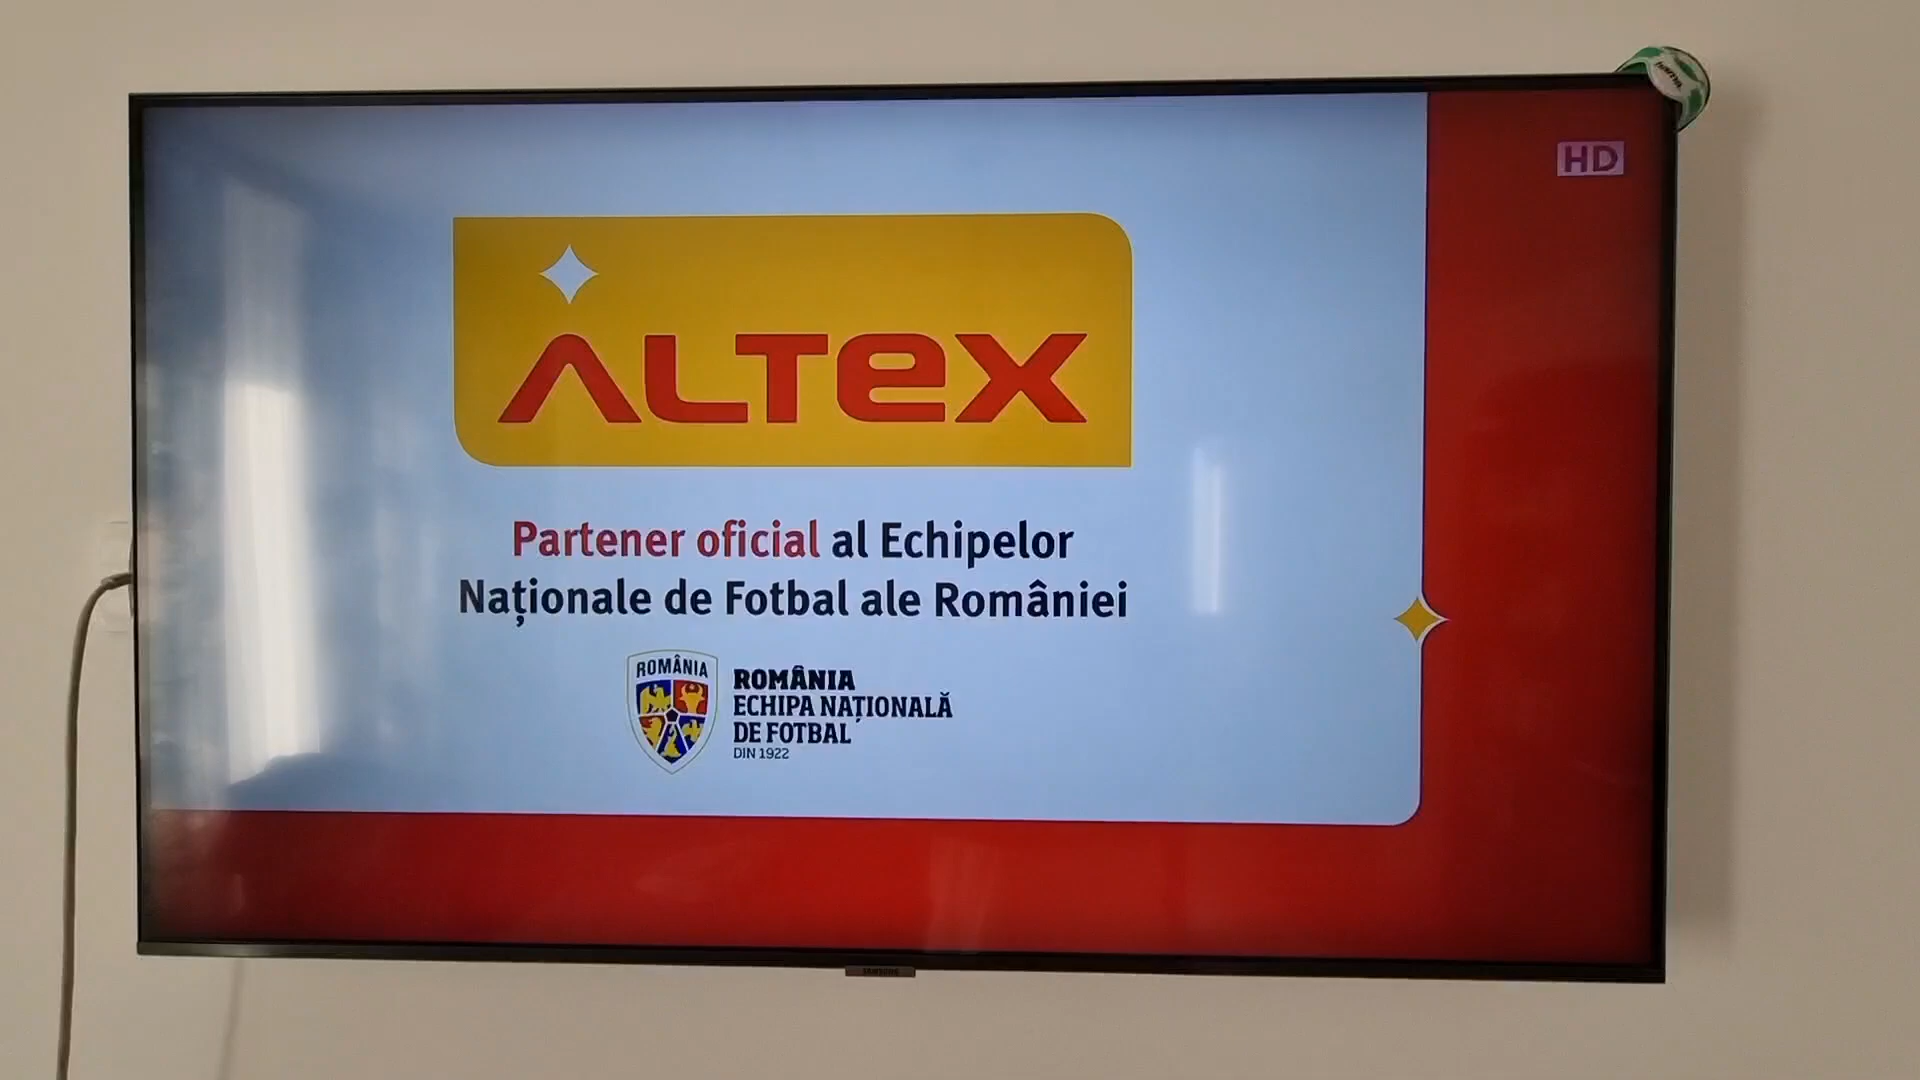 HD
ALTEX
Partener oficial al Echipelor
Naționale de Fotbal ale României
ROMÂNIA
ROMÂNIA
ECHIPA NAȚIONALĂ
DE FOTBAL
DIN 1922
SAMSUNG